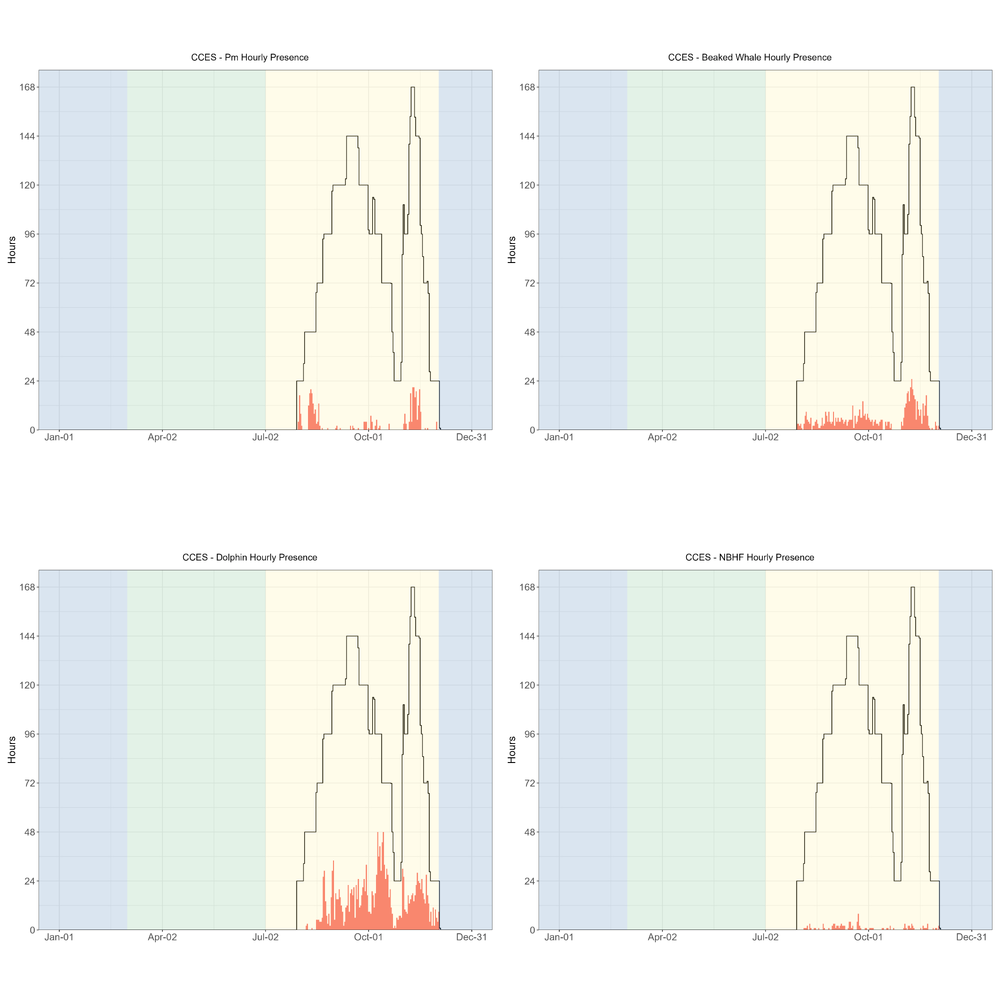 CCES - Pm Hourly Presence
168
144
120
96
72
48
24
0
Hours
Jan-01 Apr-02 Jul-02 Oct-01 Dec-31
CCES - Beaked Whale Hourly Presence
168
144
120
96
72
48
24
0
Hours
Jan-01 Apr-02 Jul-02 Oct-01 Dec-31
CCES - Dolphin Hourly Presence
168
144
120
96
72
48
24
0
Hours
Jan-01 Apr-02 Jul-02 Oct-01 Dec-31
CCES - NBHF Hourly Presence
168
144
120
96
72
48
24
0
Hours
Jan-01 Apr-02 Jul-02 Oct-01 Dec-31